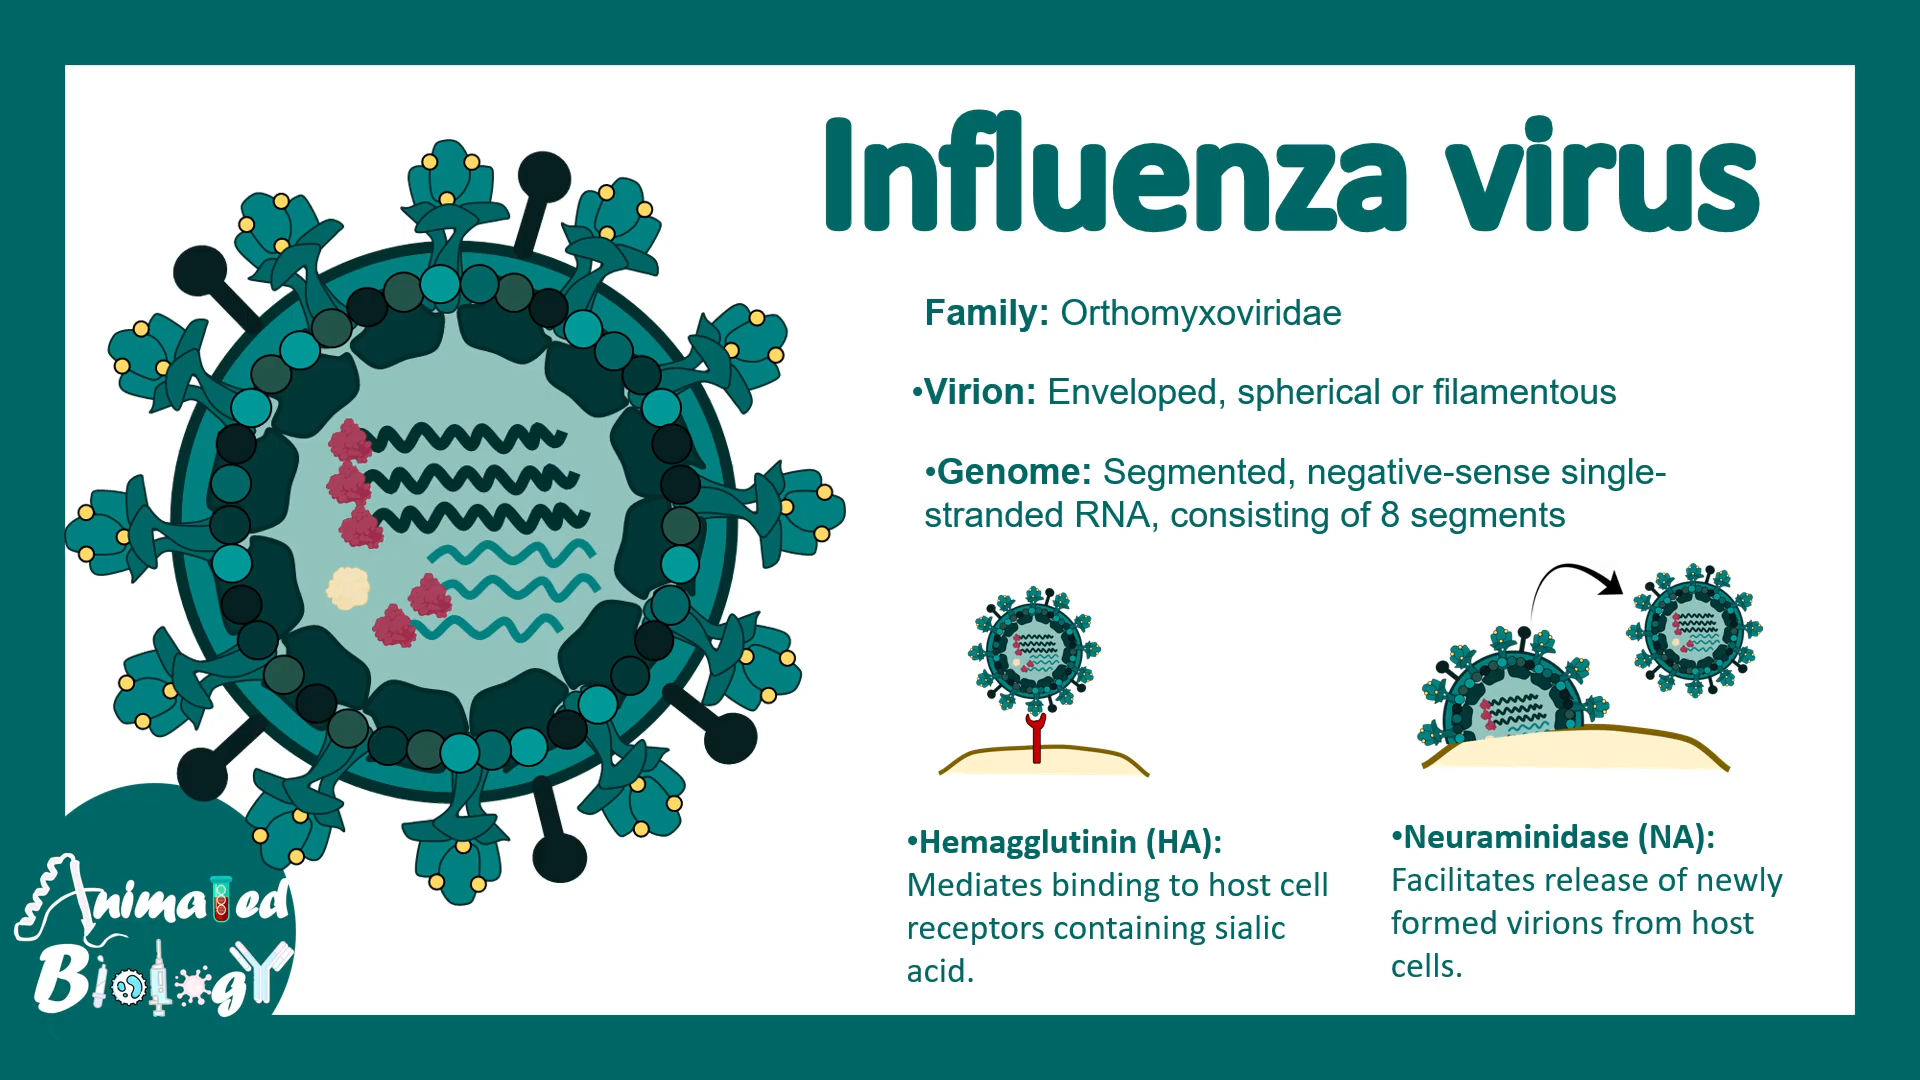 Influenza virus
Family: Orthomyxoviridae
•Virion: Enveloped, spherical or filamentous
•Genome: Segmented, negative-sense single-
stranded RNA, consisting of 8 segments
•Hemagglutinin (HA):
Mediates binding to host cell
receptors containing sialic
acid.
•Neuraminidase (NA):
Facilitates release of newly
formed virions from host
cells.
Animated
Biology